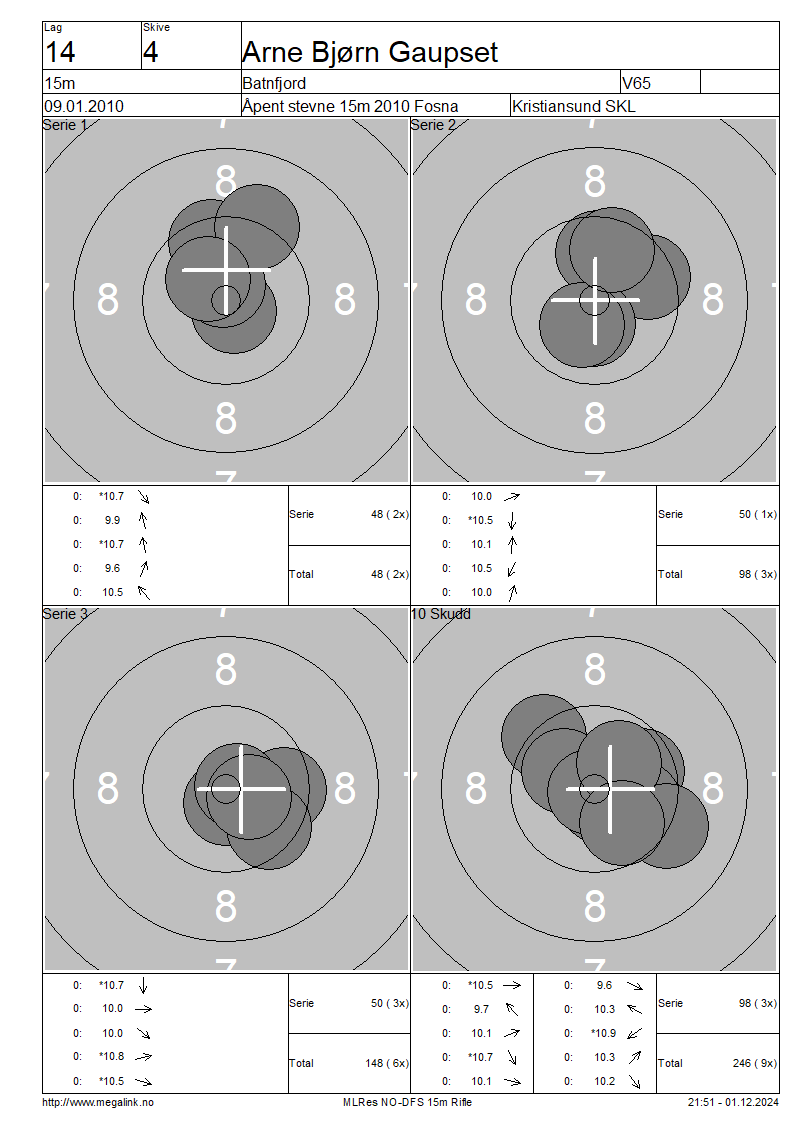 Lag
Skive
14
4
Arne Bjørn Gaupset
15m
Batnfjord
V65
09.01.2010
Åpent stevne 15m 2010 Fosna
Kristiansund SKL
Serie 1
7
8
7 8 8
8
7
Serie 2
7
8
7 8 8
8
7
0: *10.7
0: 9.9
0: *10.7
0: 9.6
0: 10.5
Serie 48 ( 2x)
Total 48 ( 2x)
0: 10.0
0: *10.5
0: 10.1
0: 10.5
0: 10.0
Serie 50 ( 1x)
Total 98 ( 3x)
Serie 3
7
8
7 8 8
8
7
10 Skudd
7
8
7 8
8
7
0: *10.7
0: 10.0
0: 10.0
0: *10.8
0: *10.5
Serie 50 ( 3x)
Total 148 ( 6x)
0: *10.5
0: 9.7
0: 10.1
0: *10.7
0: 10.1
0: 9.6
0: 10.3
0: *10.9
0: 10.3
0: 10.2
Serie 98 ( 3x)
Total 246 ( 9x)
http://www.megalink.no
MLRes NO-DFS 15m Rifle
21:51 - 01.12.2024